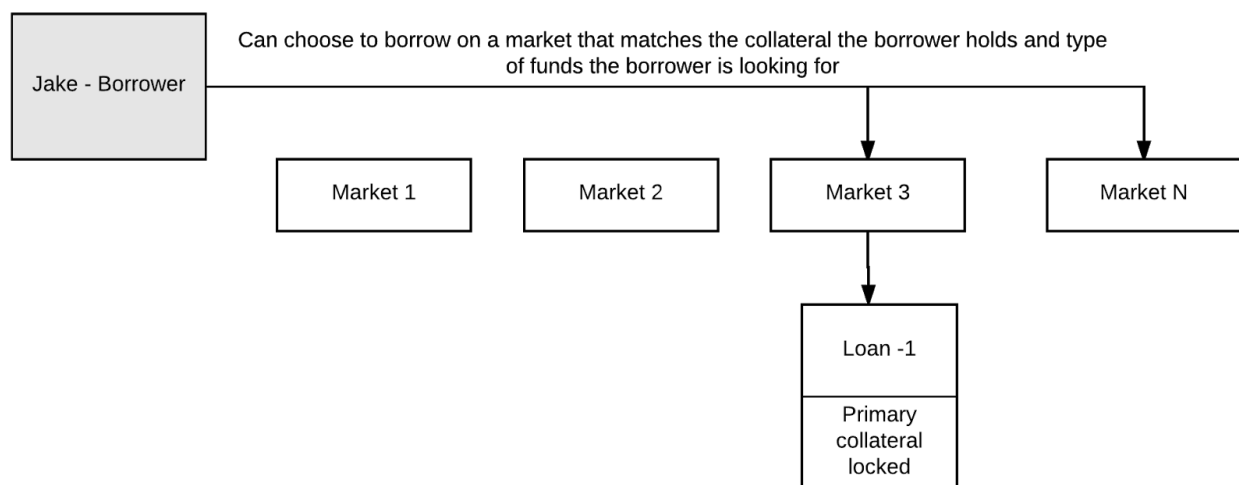 Can choose to borrow on a market that matches the collateral the borrower holds and type
of funds the borrower is looking for
Jake - Borrower
Market 1
Market 2
Market 3
Market N
Loan -1
Primary
collateral
locked